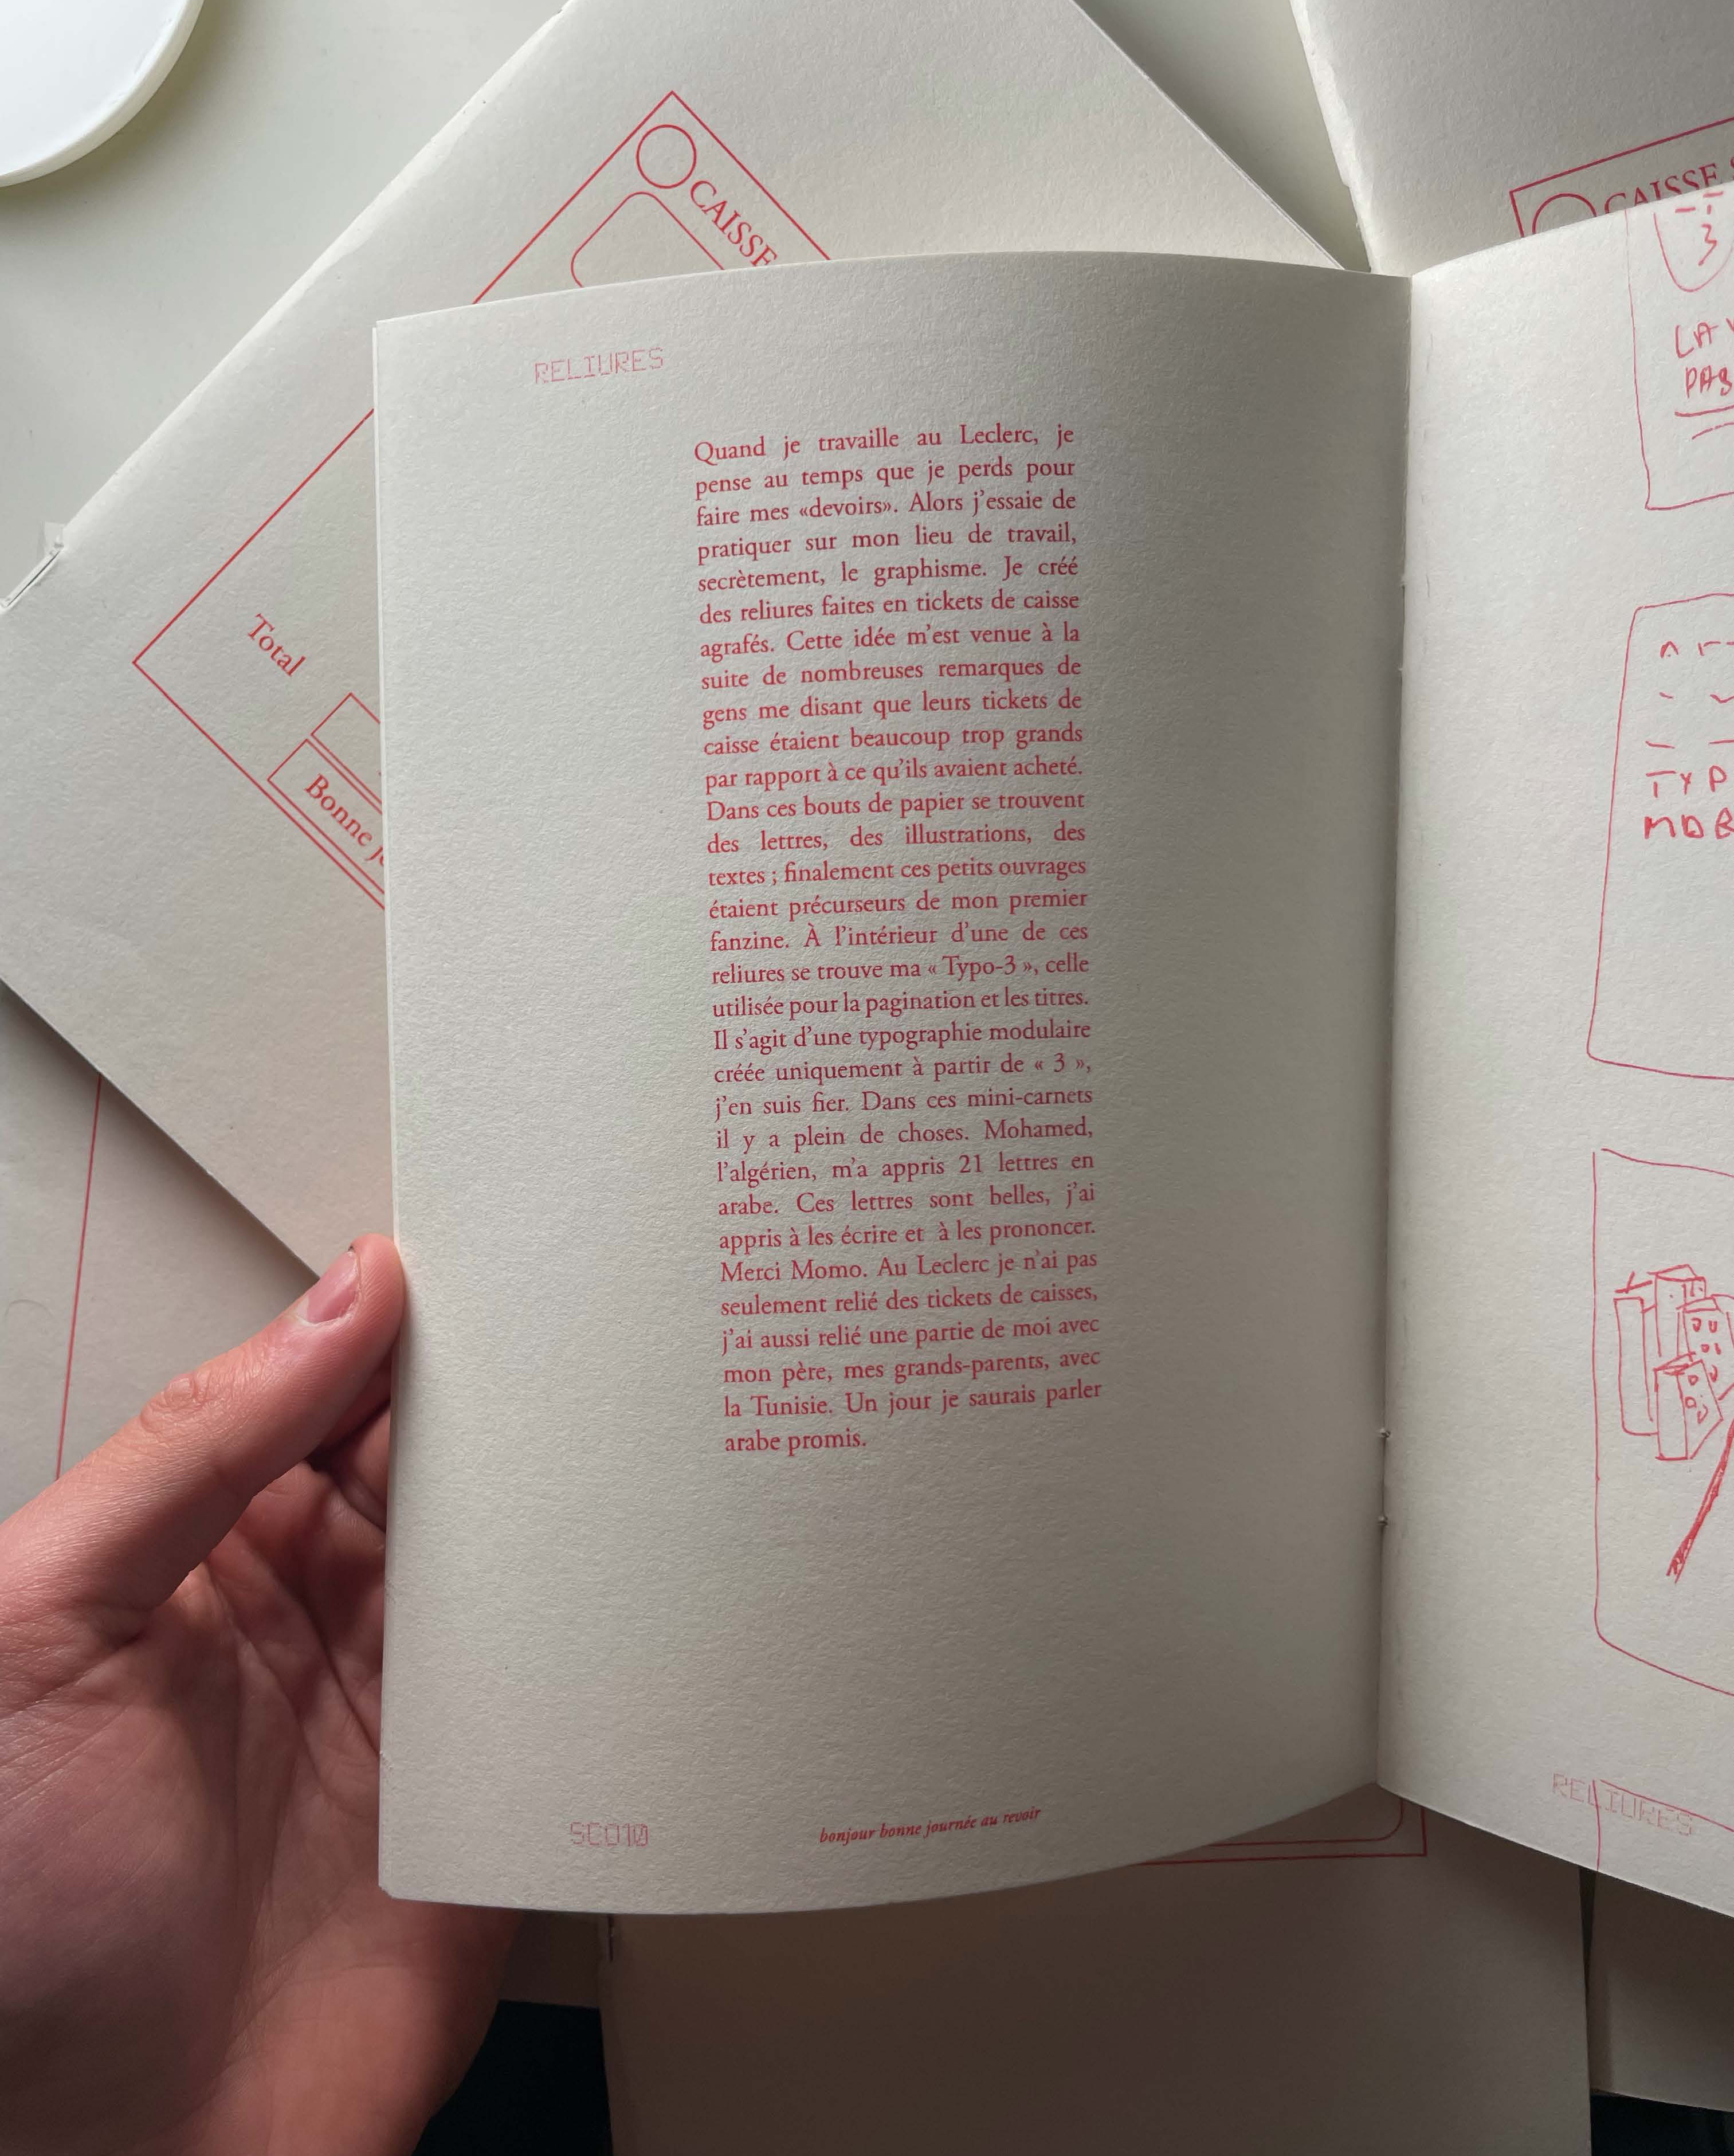 CAISSE
Total
Bonne
CAISSE
RELIURES
Quand je travaille au Leclerc, je
pense au temps que je perds pour
faire mes «devoirs». Alors j'essaie de
pratiquer sur mon lieu de travail,
secrètement, le graphisme. Je créé
des reliures faites en tickets de caisse
agrafés. Cette idée m'est venue à la
suite de nombreuses remarques de
gens me disant que leurs tickets de
caisse étaient beaucoup trop grands
par rapport à ce qu'ils avaient acheté.
Dans ces bouts de papier se trouvent
des lettres, des illustrations, des
textes ; finalement ces petits ouvrages
étaient précurseurs de mon premier
fanzine. À l'intérieur d'une de ces
reliures se trouve ma « Typo-3 », celle
utilisée pour la pagination et les titres.
Il s'agit d'une typographie modulaire
créée uniquement à partir de « 3 »,
j'en suis fier. Dans ces mini-carnets
il y a plein de choses. Mohamed,
l'algérien, m'a appris 21 lettres en
arabe. Ces lettres sont belles, j'ai
appris à les écrire et à les prononcer.
Merci Momo. Au Leclerc je n'ai pas
seulement relié des tickets de caisses,
j'ai aussi relié une partie de moi avec
mon père, mes grands-parents, avec
la Tunisie. Un jour je saurais parler
arabe promis.
SCO10
bonjour bonne journée au revoir
3
LA
PAS
TYP
MOB
RELIURES